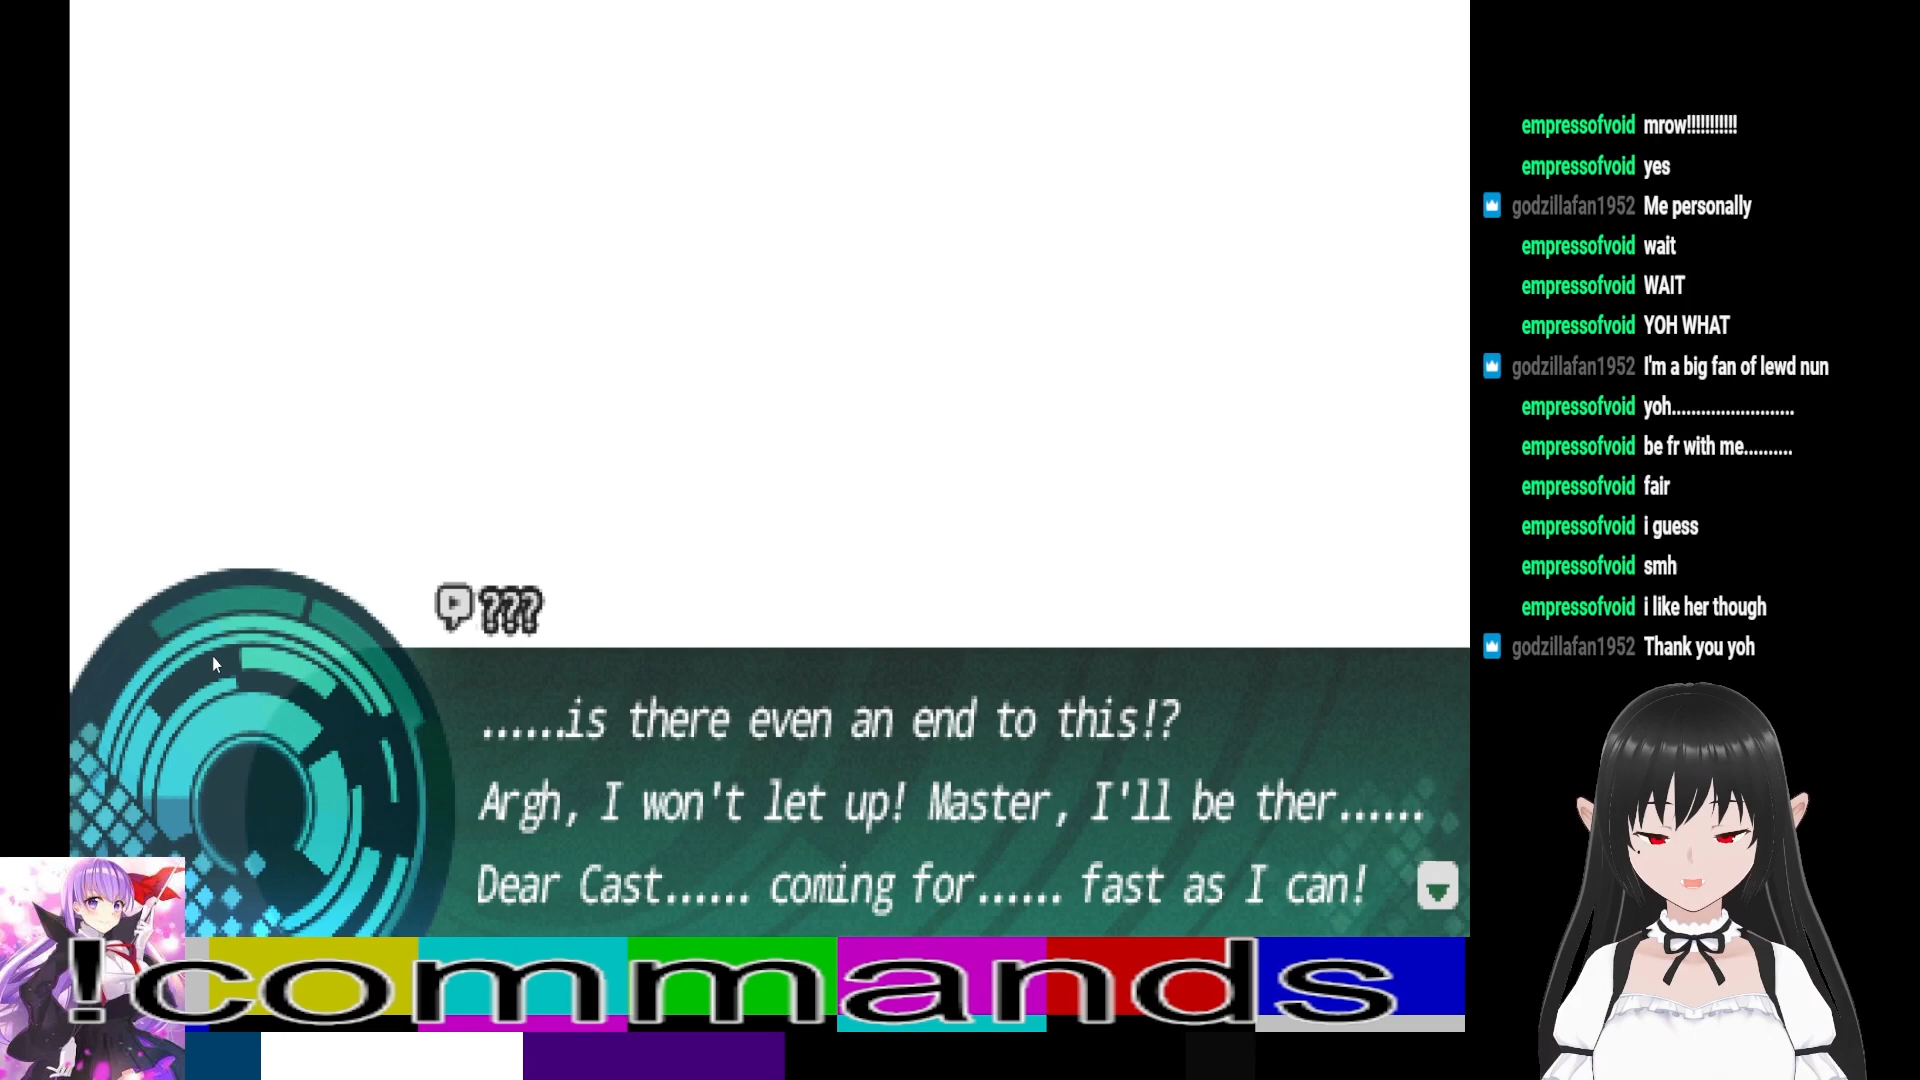 empressofvoid mrow!!!!!!!!!!!
empressofvoid yes
godzillafan1952 Me personally
empressofvoid wait
empressofvoid WAIT
empressofvoid YOH WHAT
godzillafan1952 I'm a big fan of lewd nun
empressofvoid yoh.........................
empressofvoid be fr with me..........
empressofvoid fair
empressofvoid i guess
empressofvoid smh
empressofvoid i like her though
godzillafan1952 Thank you yoh
???
......is there even an end to this!?
Argh, I won't let up! Master, I'll be ther......
Dear Cast...... coming for...... fast as I can!
!commands